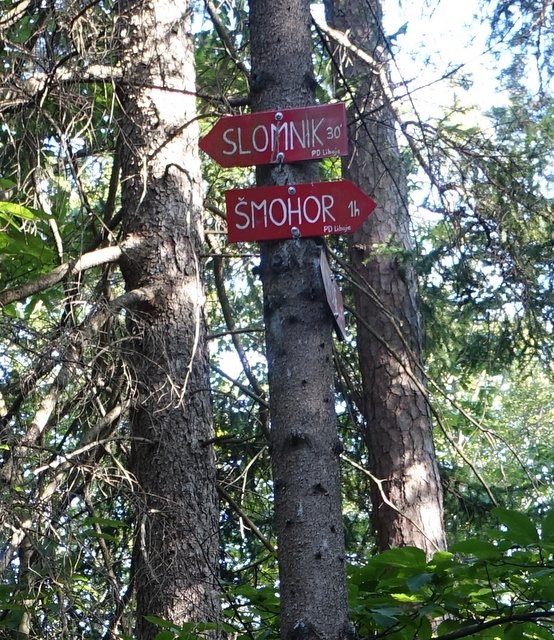 SLOMNIK 30'
PD Liboje
ŠMOHOR 1h
PD Liboje